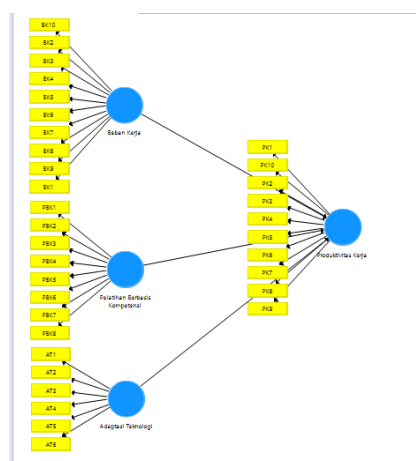 BK10
BK2
BK3
BK4
BK5
BK6
BK7
BK8
BK9
BK1
Beban Kerja
PBK1
PBK2
PBK3
PBK4
PBK5
PBK6
PBK7
PBK8
Pelatihan Berbasis
Kompetensi
AT1
AT2
AT3
AT4
AT5
AT6
Adaptasi Teknologi
PK1
PK10
PK2
PK3
PK4
PK5
PK6
PK7
PK8
PK9
Produktivitas Kerja